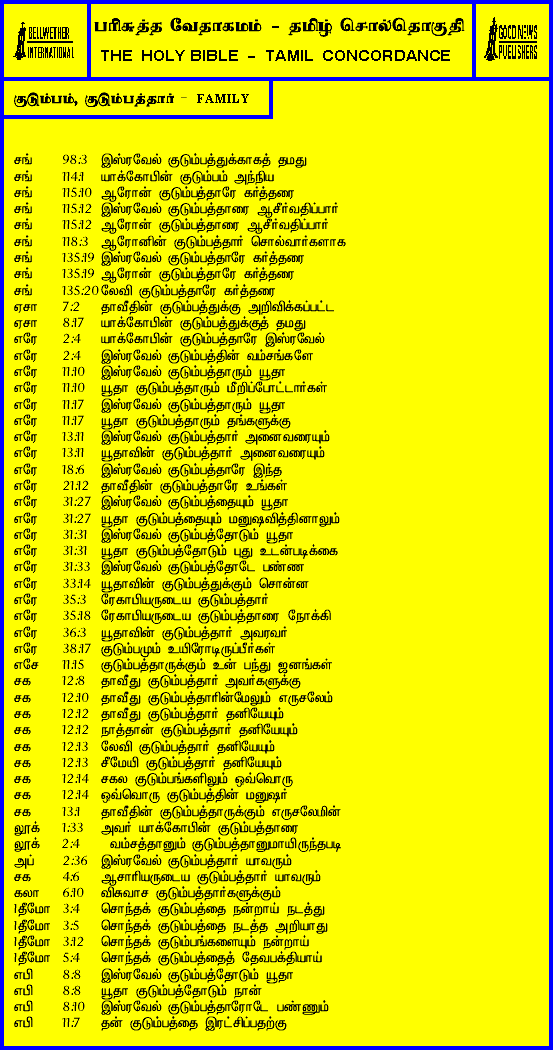 BELLWETHER
INTERNATIONAL
பரிசுத்த வேதாகமம் - தமிழ் சொல்தொகுதி
THE HOLY BIBLE - TAMIL CONCORDANCE
GOOD NEWS
PUBLISHERS
குடும்பம், குடும்பத்தார் - FAMILY
சங் 98:3 இஸ்ரவேல் குடும்பத்துக்காகத் தமது
சங் 114:1 யாக்கோபின் குடும்பம் அந்நிய
சங் 115:10 ஆரோன் குடும்பத்தாரே கர்த்தரை
சங் 115:12 இஸ்ரவேல் குடும்பத்தாரை ஆசீர்வதிப்பார்
சங் 115:12 ஆரோன் குடும்பத்தாரை ஆசீர்வதிப்பார்
சங் 118:3 ஆரோனின் குடும்பத்தார் சொல்வார்களாக
சங் 135:19 இஸ்ரவேல் குடும்பத்தாரே கர்த்தரை
சங் 135:19 ஆரோன் குடும்பத்தாரே கர்த்தரை
சங் 135:20 லேவி குடும்பத்தாரே கர்த்தரை
ஏசா 7:2 தாவீதின் குடும்பத்துக்கு அறிவிக்கப்பட்ட
ஏசா 8:17 யாக்கோபின் குடும்பத்துக்குத் தமது
எரே 2:4 யாக்கோபின் குடும்பத்தாரே இஸ்ரவேல்
எரே 2:4 இஸ்ரவேல் குடும்பத்தின் வம்சங்களே
எரே 11:10 இஸ்ரவேல் குடும்பத்தாரும் யூதா
எரே 11:10 யூதா குடும்பத்தாரும் மீறிப்போட்டார்கள்
எரே 11:17 இஸ்ரவேல் குடும்பத்தாரும் யூதா
எரே 11:17 யூதா குடும்பத்தாரும் தங்களுக்கு
எரே 13:11 இஸ்ரவேல் குடும்பத்தார் அனைவரையும்
எரே 13:11 யூதாவின் குடும்பத்தார் அனைவரையும்
எரே 18:6 இஸ்ரவேல் குடும்பத்தாரே இந்த
எரே 21:12 தாவீதின் குடும்பத்தாரே உங்கள்
எரே 31:27 இஸ்ரவேல் குடும்பத்தையும் யூதா
எரே 31:27 யூதா குடும்பத்தையும் மனுஷவித்தினாலும்
எரே 31:31 இஸ்ரவேல் குடும்பத்தோடும் யூதா
எரே 31:31 யூதா குடும்பத்தோடும் புது உடன்படிக்கை
எரே 31:33 இஸ்ரவேல் குடும்பத்தோடே பண்ண
எரே 33:14 யூதாவின் குடும்பத்துக்கும் சொன்ன
எரே 35:3 ரேகாபியருடைய குடும்பத்தார்
எரே 35:18 ரேகாபியருடைய குடும்பத்தாரை நோக்கி
எரே 36:3 யூதாவின் குடும்பத்தார் அவரவர்
எரே 38:17 குடும்பமும் உயிரோடிருப்பீர்கள்
எசே 11:15 குடும்பத்தாருக்கும் உன் பந்து ஜனங்கள்
சக 12:8 தாவீது குடும்பத்தார் அவர்களுக்கு
சக 12:10 தாவீது குடும்பத்தாரின்மேலும் எருசலேம்
சக 12:12 தாவீது குடும்பத்தார் தனியேயும்
சக 12:12 நாத்தான் குடும்பத்தார் தனியேயும்
சக 12:13 லேவி குடும்பத்தார் தனியேயும்
சக 12:13 சீமேயி குடும்பத்தார் தனியேயும்
சக 12:14 சகல குடும்பங்களிலும் ஒவ்வொரு
சக 12:14 ஒவ்வொரு குடும்பத்தின் மனுஷர்
சக 13:1 தாவீதின் குடும்பத்தாருக்கும் எருசலேமின்
லூக் 1:33 அவர் யாக்கோபின் குடும்பத்தாரை
லூக் 2:4 வம்சத்தானும் குடும்பத்தானுமாயிருந்தபடி
அப் 2:36 இஸ்ரவேல் குடும்பத்தார் யாவரும்
சக 4:6 ஆசாரியருடைய குடும்பத்தார் யாவரும்
கலா 6:10 விசுவாச குடும்பத்தார்களுக்கும்
1தீமோ 3:4 சொந்தக் குடும்பத்தை நன்றாய் நடத்து
1தீமோ 3:5 சொந்தக் குடும்பத்தை நடத்த அறியாது
1தீமோ 3:12 சொந்தக் குடும்பங்களையும் நன்றாய்
1தீமோ 5:4 சொந்தக் குடும்பத்தைத் தேவபக்தியாய்
எபி 8:8 இஸ்ரவேல் குடும்பத்தோடும் யூதா
எபி 8:8 யூதா குடும்பத்தோடும் நான்
எபி 8:10 இஸ்ரவேல் குடும்பத்தாரோடே பண்ணும்
எபி 11:7 தன் குடும்பத்தை இரட்சிப்பதற்கு